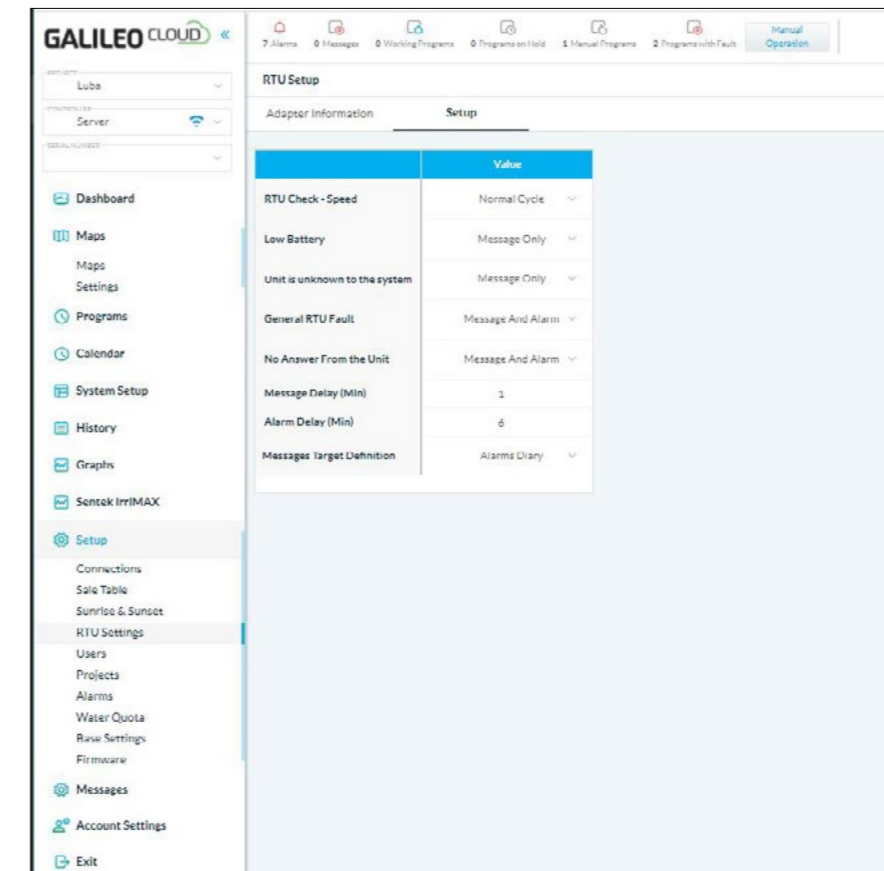 GALILEO CLOUD «
7 Alarms 0 Messages 0 Working Programs 0 Programs on Hold 1 Manual Programs 2 Programs with Fault Manual Operation
PROJECT
Luba
CONTROLLER
Server
SERIAL NUMBER
Dashboard
Maps
Maps
Settings
Programs
Calendar
System Setup
History
Graphs
Sentek IrriMAX
Setup
Connections
Sale Table
Sunrise & Sunset
RTU Settings
Users
Projects
Alarms
Water Quota
Base Settings
Firmware
Messages
Account Settings
Exit
RTU Setup
Adapter Information Setup
Value
RTU Check - Speed Normal Cycle
Low Battery Message Only
Unit is unknown to the system Message Only
General RTU Fault Message And Alarm
No Answer From the Unit Message And Alarm
Message Delay (Min) 1
Alarm Delay (Min) 6
Messages Target Definition Alarms Diary